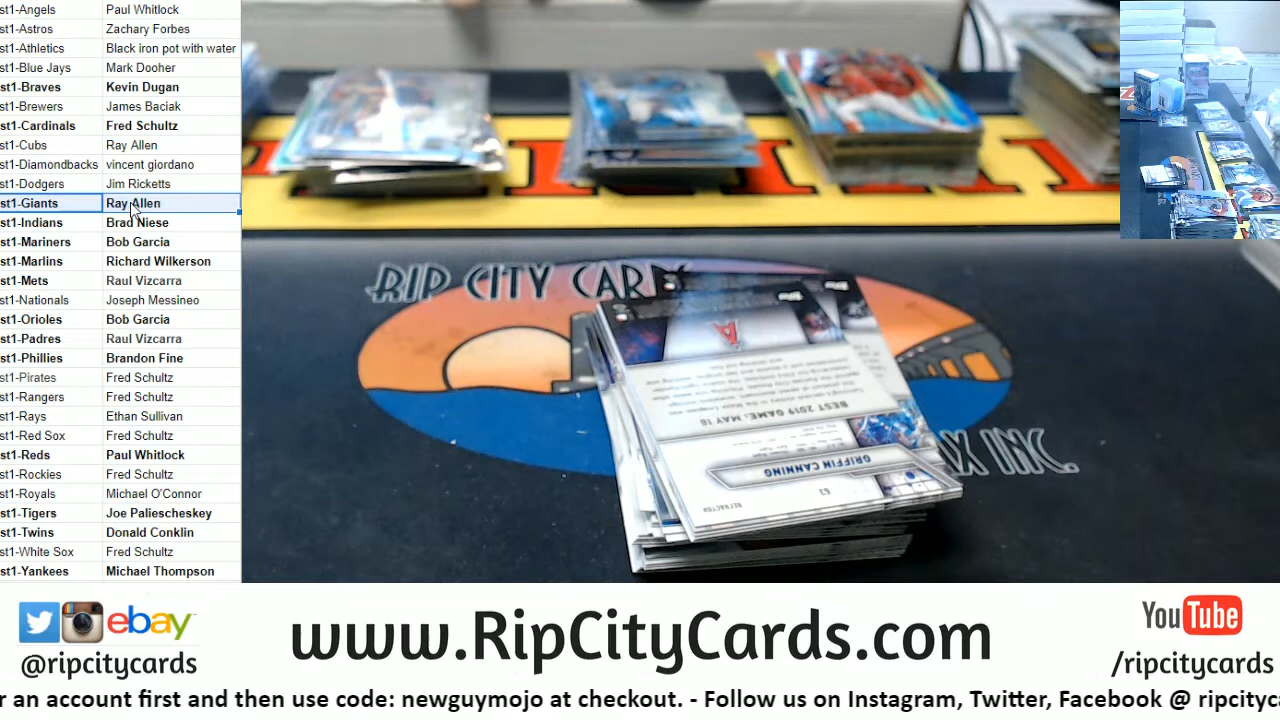 st1-Angels Paul Whitlock
st1-Astros Zachary Forbes
st1-Athletics Black iron pot with water
st1-Blue Jays Mark Dooher
st1-Braves Kevin Dugan
st1-Brewers James Baciak
st1-Cardinals Fred Schultz
st1-Cubs Ray Allen
st1-Diamondbacks vincent giordano
st1-Dodgers Jim Ricketts
st1-Giants Ray Allen
st1-Indians Brad Niese
st1-Mariners Bob Garcia
st1-Marlins Richard Wilkerson
st1-Mets Raul Vizcarra
st1-Nationals Joseph Messineo
st1-Orioles Bob Garcia
st1-Padres Raul Vizcarra
st1-Phillies Brandon Fine
st1-Pirates Fred Schultz
st1-Rangers Fred Schultz
st1-Rays Ethan Sullivan
st1-Red Sox Fred Schultz
st1-Reds Paul Whitlock
st1-Rockies Fred Schultz
st1-Royals Michael O'Connor
st1-Tigers Joe Paliescheskey
st1-Twins Donald Conklin
st1-White Sox Fred Schultz
st1-Yankees Michael Thompson
RIP CITY CARDS
INC.
BEST 2019 GAME: MAY 18
GRIFFIN CANNING
63
REFRACTOR
ebay
@ripcitycards
www.RipCityCards.com
YouTube
/ripcitycards
r an account first and then use code: newguymojo at checkout. - Follow us on Instagram, Twitter, Facebook @ ripcityc